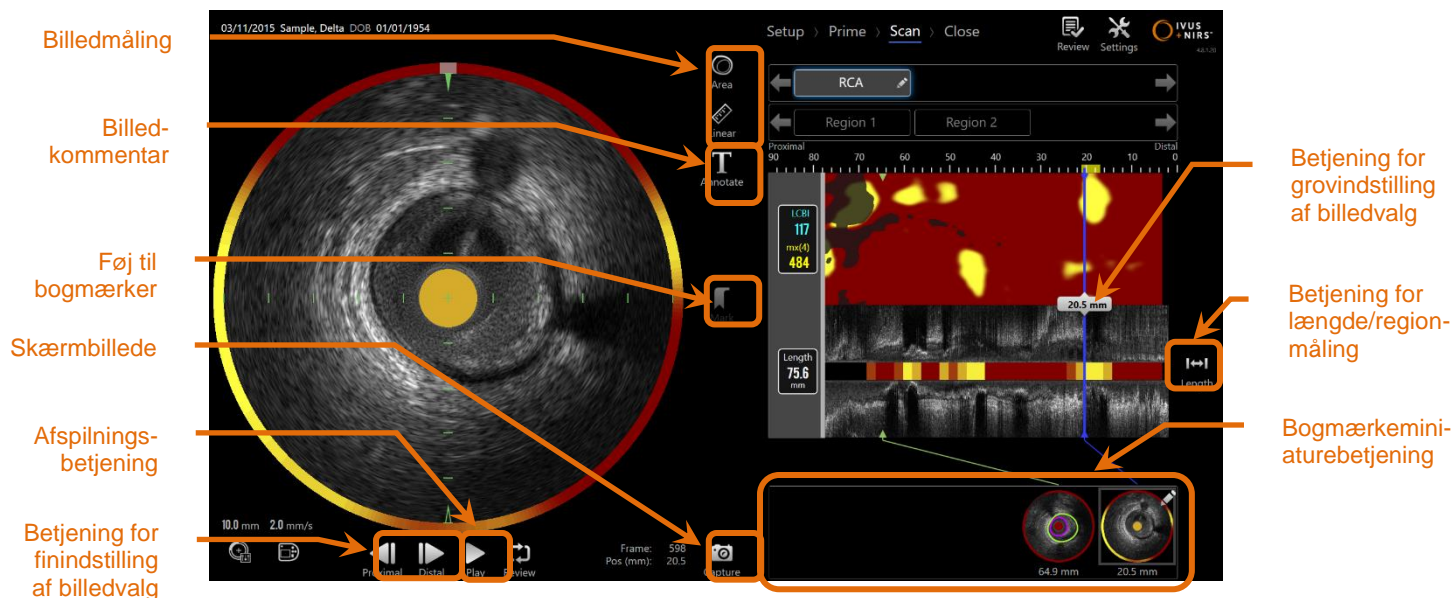 Billedmåling
Billed-
kommentar
Føj til
bogmærker
Skærmbillede
Afspilnings-
betjening
Betjening for
finindstilling
af billedvalg
03/11/2015 Sample, Delta DOB 01/01/1954
Area
Linear
Annotate
Mark
10.0 mm 2.0 mm/s
Proximal
Distal
Play
Review
Frame: 598
Pos (mm): 20.5
Capture
Setup › Prime › Scan › Close
Review
Settings
IVUS
+NIRS
RCA
Region 1
Region 2
Proximal
Distal
90 80 70 60 50 40 30 20 10 0
LCBI
117
mx(4)
484
20.5 mm
Length
75.6
mm
Length
64.9 mm
20.5 mm
Betjening for
grovindstilling
af billedvalg
Betjening for
længde/region-
måling
Bogmærkemini-
aturebetjening